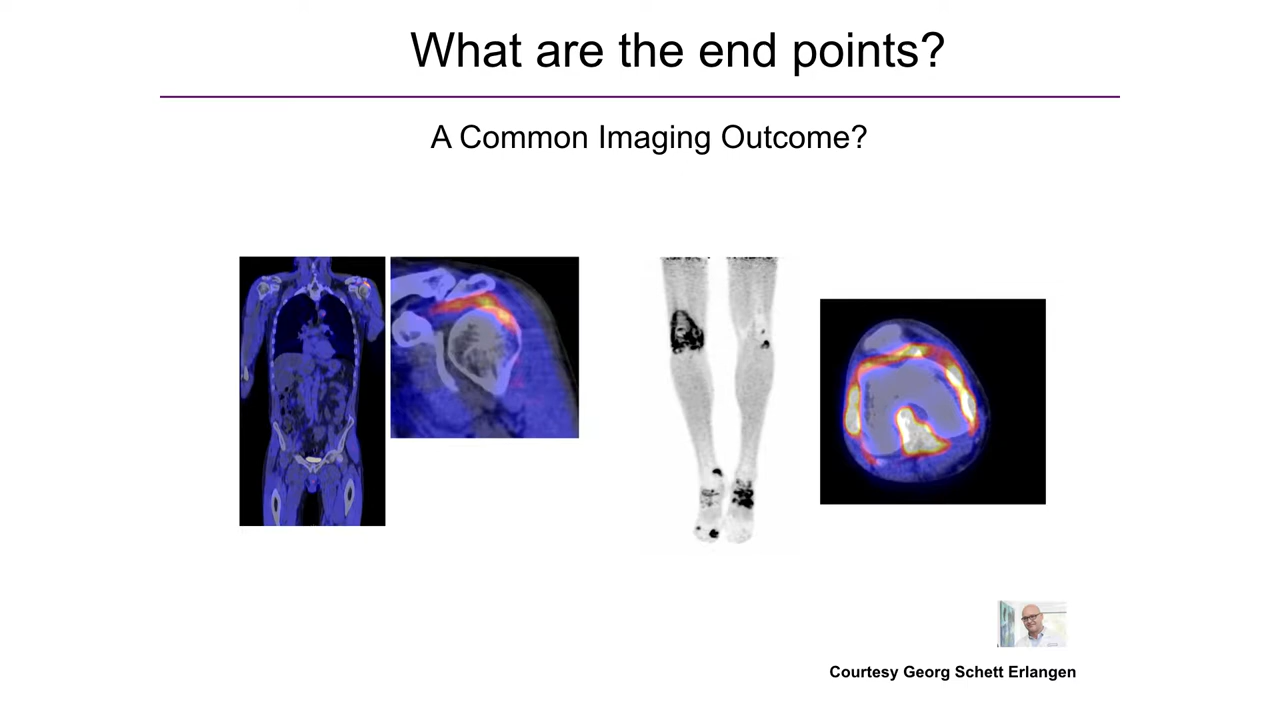 What are the end points?
A Common Imaging Outcome?
Courtesy Georg Schett Erlangen